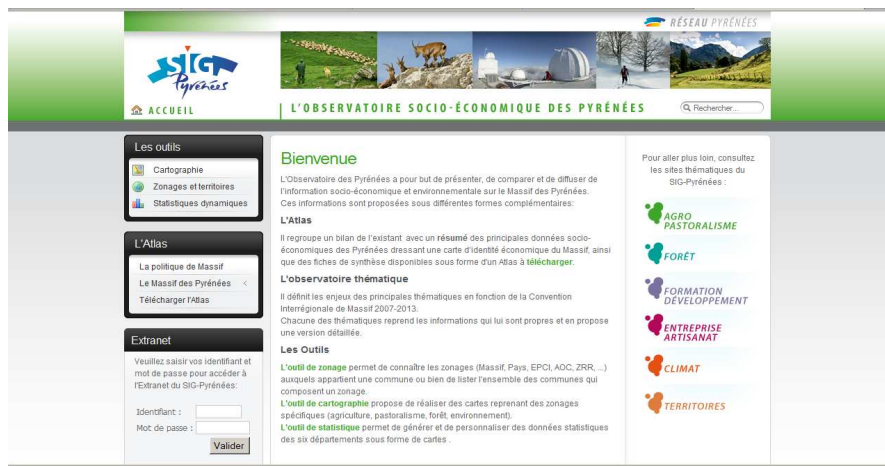 RÉSEAU PYRÉNÉES
SIG
Pyrénées
ACCUEIL
L'OBSERVATOIRE SOCIO-ÉCONOMIQUE DES PYRÉNÉES
Rechercher...
Les outils
Cartographie
Zonages et territoires
Statistiques dynamiques
L'Atlas
La politique de Massif
Le Massif des Pyrénées <
Télécharger l'Atlas
Extranet
Veuillez saisir vos identifiant et
mot de passe pour accéder à
l'Extranet du SIG-Pyrénées:
Identifiant :
Mot de passe :
Valider
Bienvenue
L'Observatoire des Pyrénées a pour but de présenter, de comparer et de diffuser de
l'information socio-économique et environnementale sur le Massif des Pyrénées.
Ces informations sont proposées sous différentes formes complémentaires:
L'Atlas
Il regroupe un bilan de l'existant avec un résumé des principales données socio-
économiques des Pyrénées dressant une carte d'identité économique du Massif, ainsi
que des fiches de synthèse disponibles sous forme d'un Atlas à télécharger.
L'observatoire thématique
Il définit les enjeux des principales thématiques en fonction de la Convention
Interrégionale de Massif 2007-2013.
Chacune des thématiques reprend les informations qui lui sont propres et en propose
une version détaillée.
Les Outils
L'outil de zonage permet de connaître les zonages (Massif, Pays, EPCI, AOC, ZRR, ...)
auxquels appartient une commune ou bien de lister l'ensemble des communes qui
composent un zonage.
L'outil de cartographie propose de réaliser des cartes reprenant des zonages
spécifiques (agriculture, pastoralisme, forêt, environnement).
L'outil de statistique permet de générer et de personnaliser des données statistiques
des six départements sous forme de cartes .
Pour aller plus loin, consultez
les sites thématiques du
SIG-Pyrénées :
AGRO
PASTORALISME
FORÊT
FORMATION
DÉVELOPPEMENT
ENTREPRISE
ARTISANAT
CLIMAT
TERRITOIRES